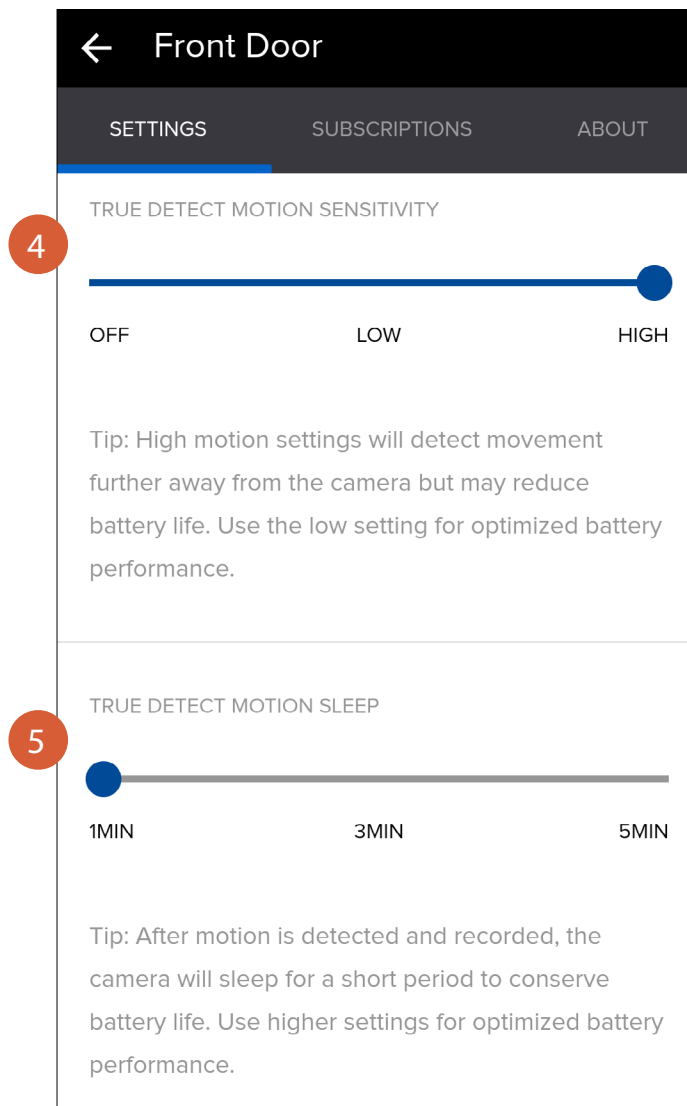 Front Door
SETTINGS SUBSCRIPTIONS ABOUT
TRUE DETECT MOTION SENSITIVITY
4
OFF LOW HIGH
Tip: High motion settings will detect movement
further away from the camera but may reduce
battery life. Use the low setting for optimized battery
performance.
TRUE DETECT MOTION SLEEP
5
1MIN 3MIN 5MIN
Tip: After motion is detected and recorded, the
camera will sleep for a short period to conserve
battery life. Use higher settings for optimized battery
performance.